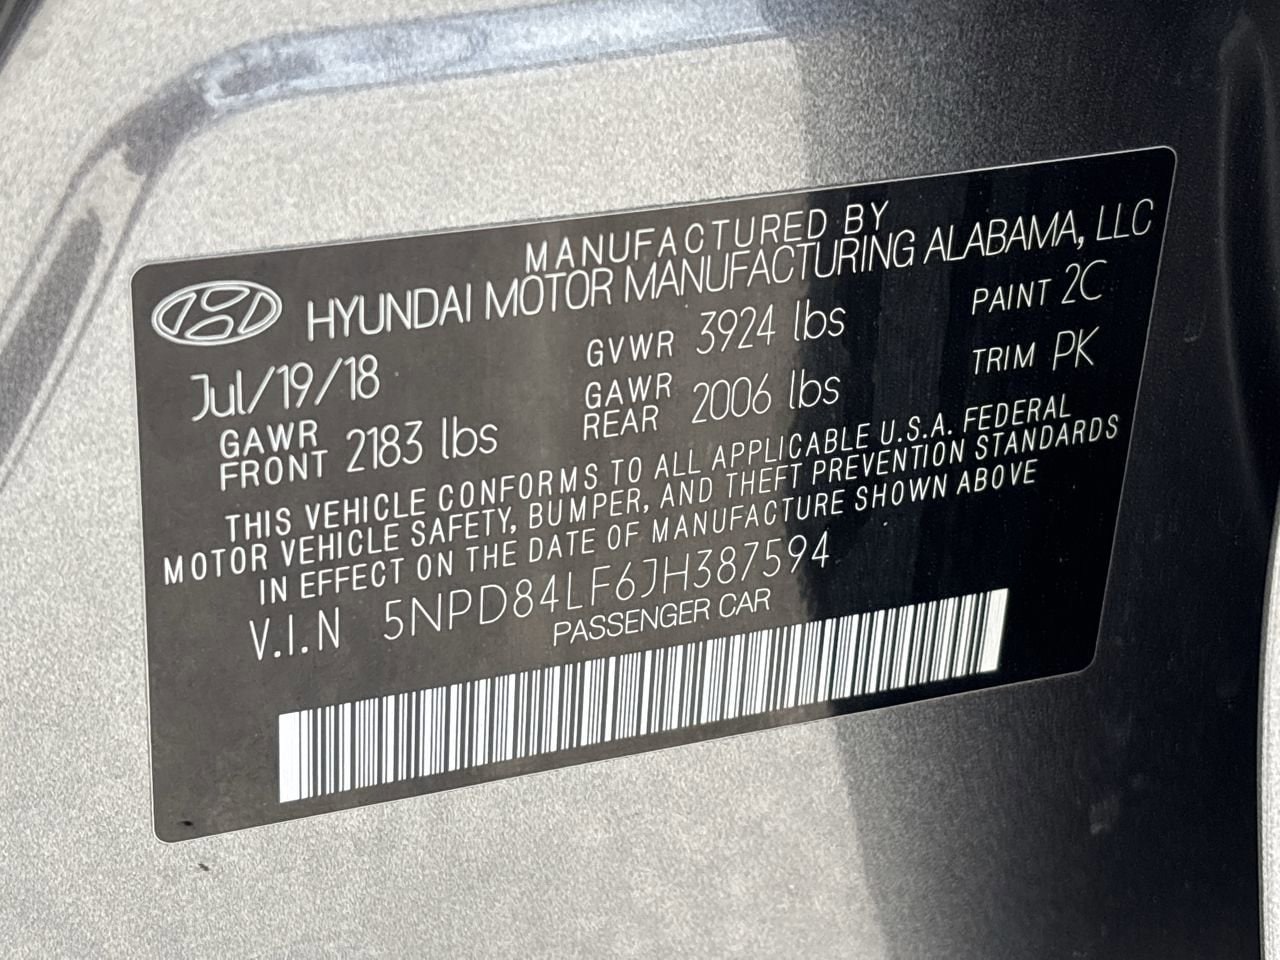 MANUFACTURED BY
HYUNDAI MOTOR MANUFACTURING ALABAMA, LLC
Jul/19/18 GVWR 3924 lbs PAINT 2C
GAWR FRONT 2183 lbs GAWR REAR 2006 lbs TRIM PK
THIS VEHICLE CONFORMS TO ALL APPLICABLE U.S.A. FEDERAL
MOTOR VEHICLE SAFETY, BUMPER, AND THEFT PREVENTION STANDARDS
IN EFFECT ON THE DATE OF MANUFACTURE SHOWN ABOVE
V.I.N 5NPD84LF6JH387594
PASSENGER CAR